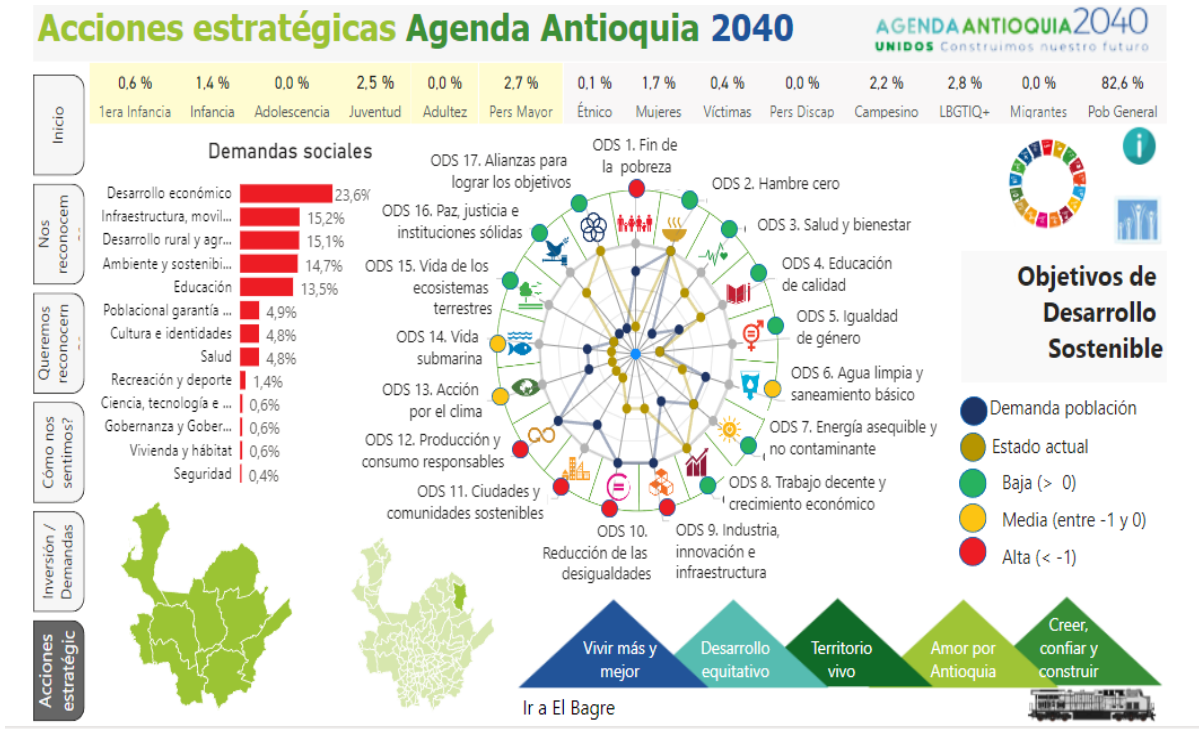 Acciones estratégicas Agenda Antioquia 2040
AGENDA ANTIOQUIA 2040
UNIDOS Construimos nuestro futuro
0,6 % 1,4 % 0,0 % 2,5 % 0,0 % 2,7 % 0,1 % 1,7 % 0,4 % 0,0 % 2,2 % 2,8 % 0,0 % 82,6 %
1era Infancia Infancia Adolescencia Juventud Adultez Pers Mayor Étnico Mujeres Víctimas Pers Discap Campesino LBGTIQ+ Migrantes Pob General
Inicio
Nos
reconocem
Queremos
reconocern
Cómo nos
sentimos?
Inversión /
Demandas
Acciones
estratégic
Demandas sociales
Desarrollo económico 23,6%
Infraestructura, movil... 15,2%
Desarrollo rural y agr... 15,1%
Ambiente y sostenibi... 14,7%
Educación 13,5%
Poblacional garantía ... 4,9%
Cultura e identidades 4,8%
Salud 4,8%
Recreación y deporte 1,4%
Ciencia, tecnología e ... 0,6%
Gobernanza y Gober... 0,6%
Vivienda y hábitat 0,6%
Seguridad 0,4%
ODS 1. Fin de
la pobreza
ODS 2. Hambre cero
ODS 3. Salud y bienestar
ODS 4. Educación
de calidad
ODS 5. Igualdad
de género
ODS 6. Agua limpia y
saneamiento básico
ODS 7. Energía asequible y
no contaminante
ODS 8. Trabajo decente y
crecimiento económico
ODS 9. Industria,
innovación e
infraestructura
ODS 10.
Reducción de las
desigualdades
ODS 11. Ciudades y
comunidades sostenibles
ODS 12. Producción y
consumo responsables
ODS 13. Acción
por el clima
ODS 14. Vida
submarina
ODS 15. Vida de los
ecosistemas
terrestres
ODS 16. Paz, justicia e
instituciones sólidas
ODS 17. Alianzas para
lograr los objetivos
i
Objetivos de
Desarrollo
Sostenible
Demanda población
Estado actual
Baja (> 0)
Media (entre -1 y 0)
Alta (< -1)
Vivir más y
mejor
Desarrollo
equitativo
Territorio
vivo
Amor por
Antioquia
Creer,
confiar y
construir
Ir a El Bagre